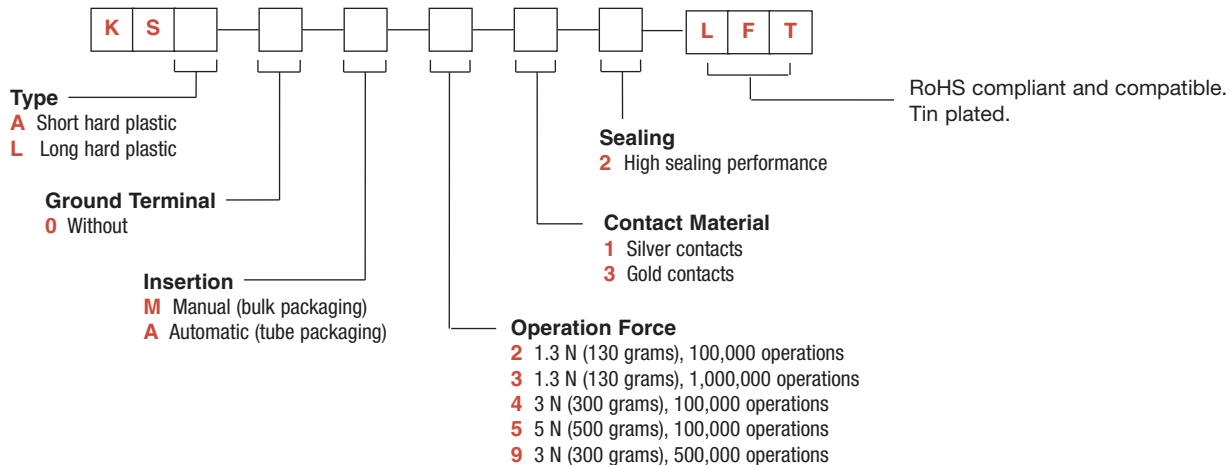 K S L F T
RoHS compliant and compatible.
Tin plated.
Type
A Short hard plastic
L Long hard plastic
Sealing
2 High sealing performance
Ground Terminal
0 Without
Contact Material
1 Silver contacts
3 Gold contacts
Insertion
M Manual (bulk packaging)
A Automatic (tube packaging)
Operation Force
2 1.3 N (130 grams), 100,000 operations
3 1.3 N (130 grams), 1,000,000 operations
4 3 N (300 grams), 100,000 operations
5 5 N (500 grams), 100,000 operations
9 3 N (300 grams), 500,000 operations